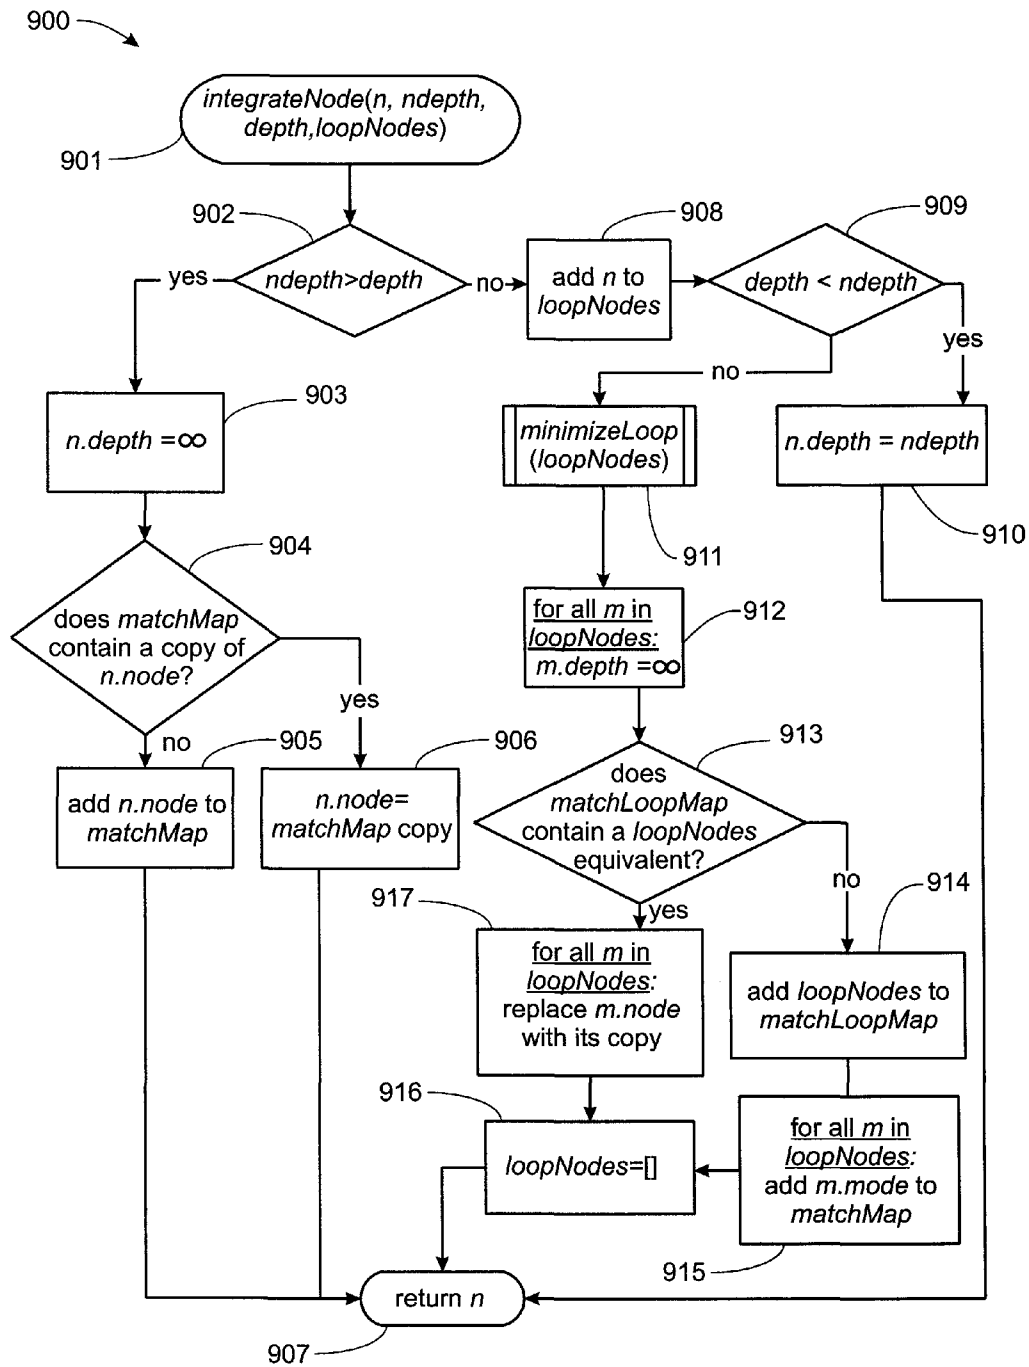 900
integrateNode(n, ndepth,
depth,loopNodes)
901
902
ndepth>depth
yes
no
908
add n to
loopNodes
909
depth < ndepth
yes
no
903
n.depth =∞
minimizeLoop
(loopNodes)
911
n.depth = ndepth
910
904
does matchMap
contain a copy of
n.node?
yes
no
for all m in
loopNodes:
m.depth =∞
912
905
add n.node to
matchMap
906
n.node=
matchMap copy
913
does
matchLoopMap
contain a loopNodes
equivalent?
no
yes
917
for all m in
loopNodes:
replace m.node
with its copy
914
add loopNodes to
matchLoopMap
916
loopNodes=[]
for all m in
loopNodes:
add m.mode to
matchMap
915
return n
907